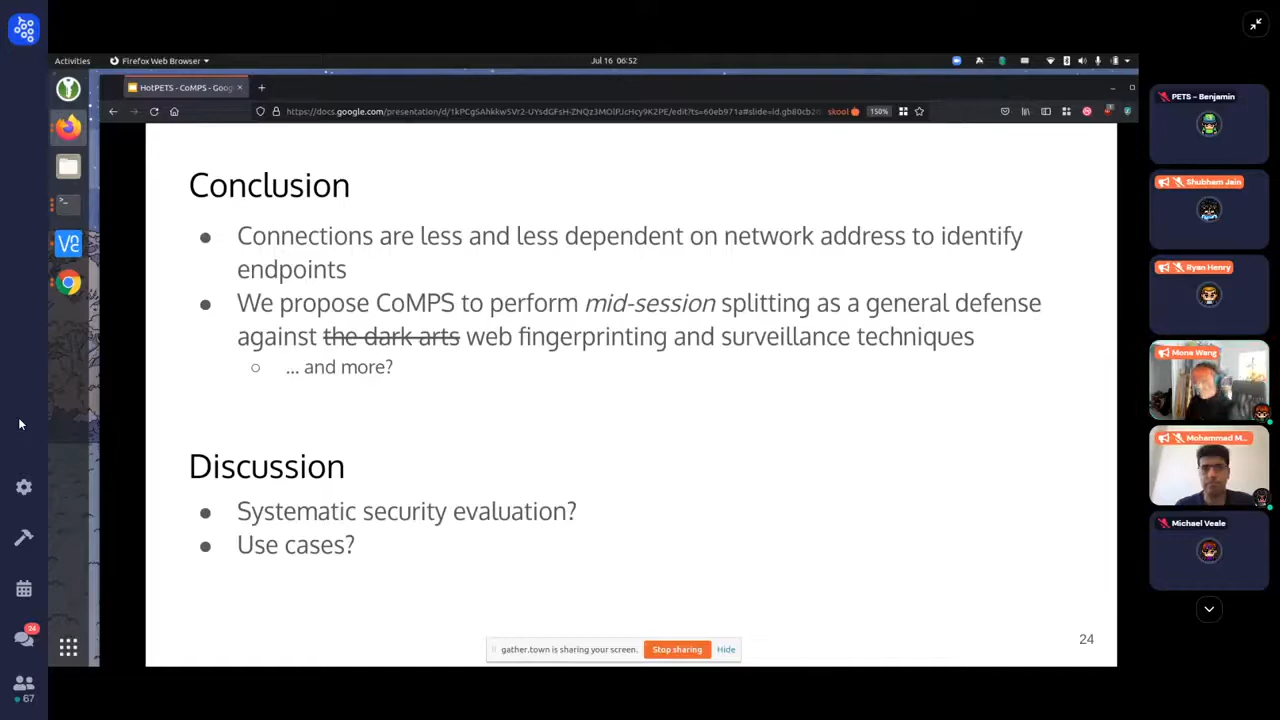 Activities
Firefox Web Browser
Jul 16 06:52
HotPETS - CoMPS - Goog
skool
150%
Conclusion
● Connections are less and less dependent on network address to identify
endpoints
● We propose CoMPS to perform mid-session splitting as a general defense
against the dark arts web fingerprinting and surveillance techniques
○ ... and more?
Discussion
● Systematic security evaluation?
● Use cases?
24
gather.town is sharing your screen.
Stop sharing
Hide
PETS - Benjamin
Shubham Jain
Ryan Henry
Mona Wang
Mohammad M...
Michael Veale
24
67